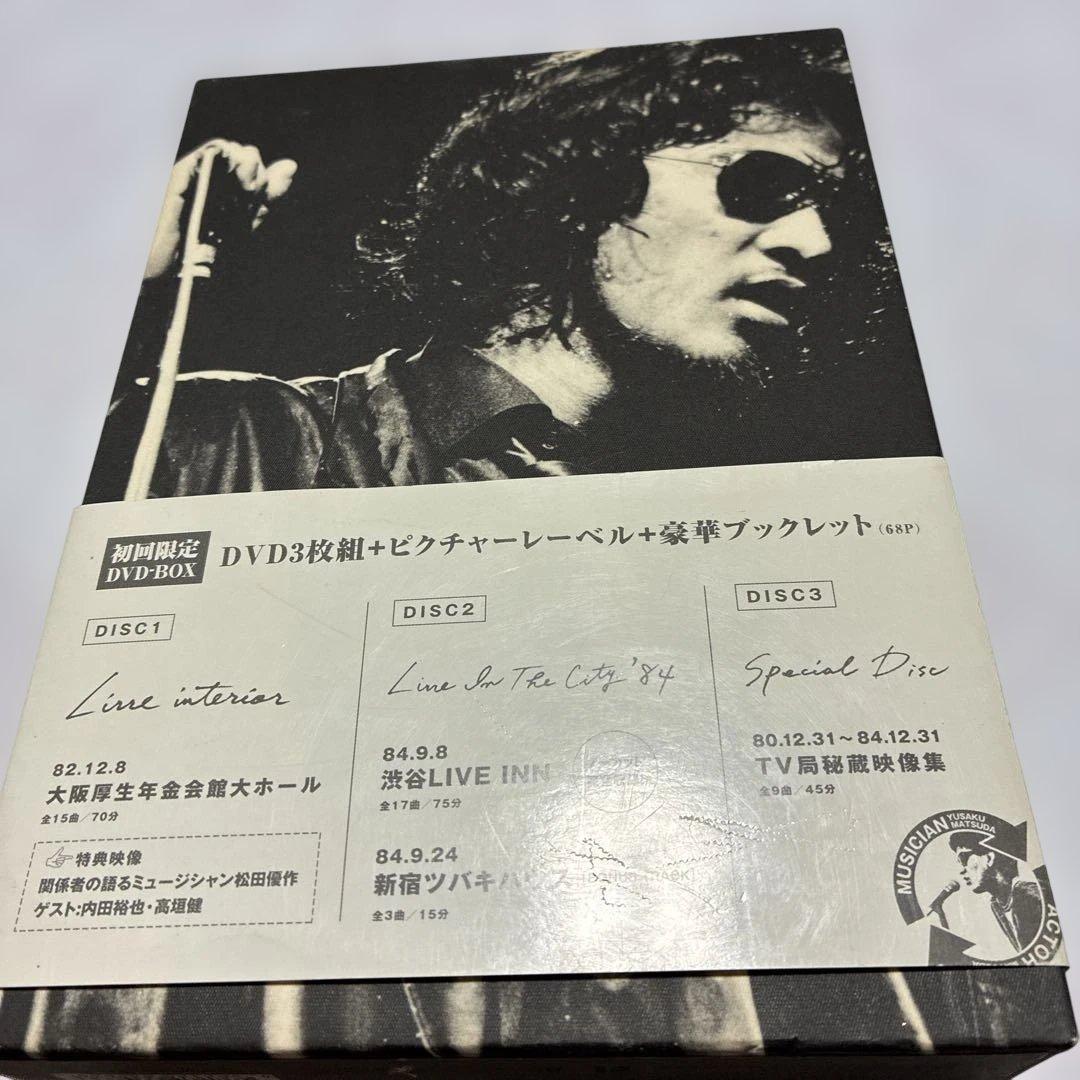 初回限定
DVD-BOX
DVD3枚組+ピクチャーレーベル+豪華ブックレット(68P)
DISC1
Live interior
82.12.8
大阪厚生年金会館大ホール
全15曲/70分
特典映像
関係者の語るミュージシャン松田優作
ゲスト:内田裕也・高垣健
DISC2
Live In The City '84
84.9.8
渋谷LIVE INN
全17曲/75分
84.9.24
新宿ツバキハウス
全3曲/15分
DISC3
Special Disc
80.12.31～84.12.31
TV局秘蔵映像集
全9曲/45分
MUSICIAN
YUSAKU
MATSUDA